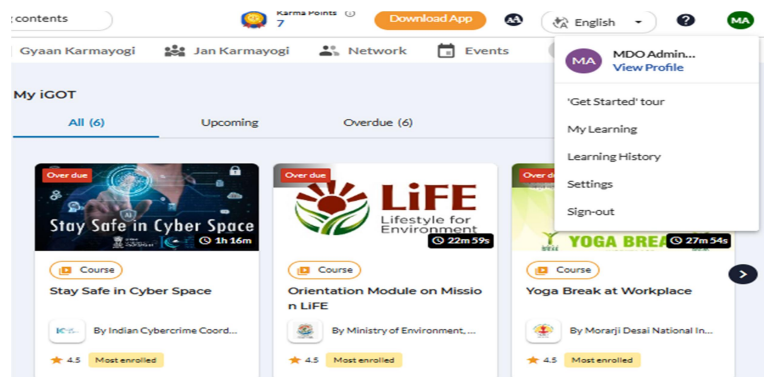 contents
Karma Points
7
Download App
English
?
MA
Gyaan Karmayogi
Jan Karmayogi
Network
Events
MA
MDO Admin...
View Profile
'Get Started' tour
My Learning
Learning History
Settings
Sign-out
My iGOT
All (6)
Upcoming
Overdue (6)
Over due
Stay Safe in Cyber Space
1h 16m
Course
Stay Safe in Cyber Space
By Indian Cybercrime Coord...
4.5
Most enrolled
Over due
LiFE
Lifestyle for
Environment
22m 59s
Course
Orientation Module on Missio
n LiFE
By Ministry of Environment, ...
4.5
Most enrolled
Over d
YOGA BREA
27m 54s
Course
Yoga Break at Workplace
By Morarji Desai National In...
4.5
Most enrolled